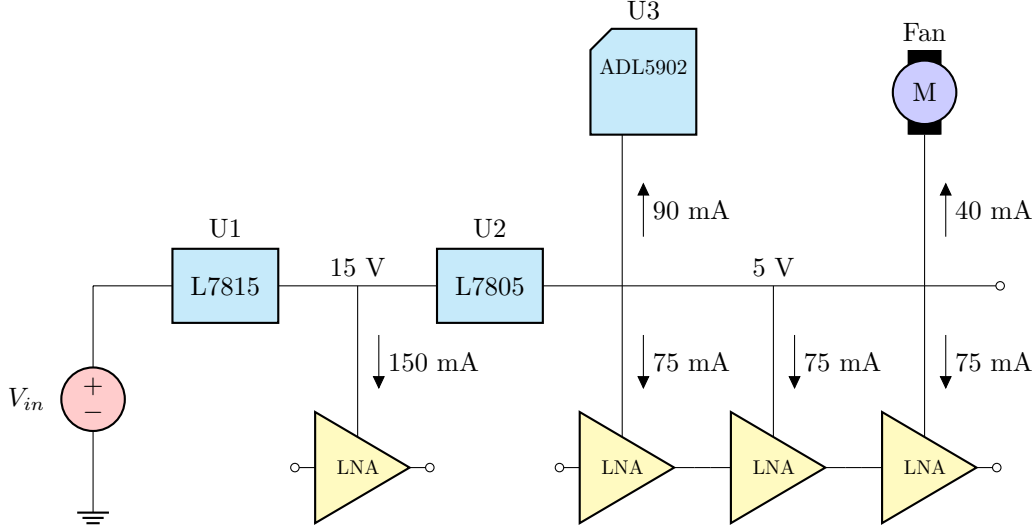 U3
ADL5902
Fan
M
90 mA
40 mA
U1
L7815
15 V
U2
L7805
5 V
150 mA
75 mA
75 mA
75 mA
V_in
+
−
LNA
LNA
LNA
LNA